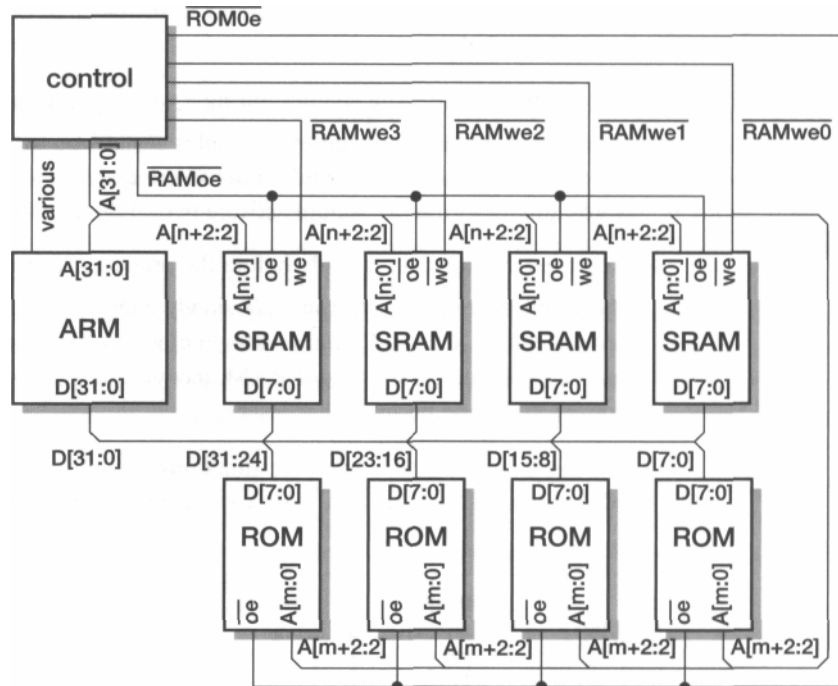 ROM0e
control
RAMwe3 RAMwe2 RAMwe1 RAMwe0
various
A[31:0]
RAMoe
A[n+2:2] A[n+2:2] A[n+2:2] A[n+2:2]
A[31:0]
ARM
D[31:0]
A[n:0] oe we
SRAM
D[7:0]
A[n:0] oe we
SRAM
D[7:0]
A[n:0] oe we
SRAM
D[7:0]
A[n:0] oe we
SRAM
D[7:0]
D[31:0] D[31:24] D[23:16] D[15:8] D[7:0]
D[7:0]
ROM
oe A[m:0]
D[7:0]
ROM
oe A[m:0]
D[7:0]
ROM
oe A[m:0]
D[7:0]
ROM
oe A[m:0]
A[m+2:2] A[m+2:2] A[m+2:2] A[m+2:2]